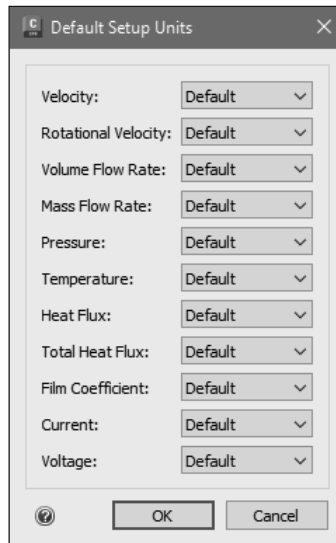 Default Setup Units
Velocity: Default
Rotational Velocity: Default
Volume Flow Rate: Default
Mass Flow Rate: Default
Pressure: Default
Temperature: Default
Heat Flux: Default
Total Heat Flux: Default
Film Coefficient: Default
Current: Default
Voltage: Default
OK Cancel